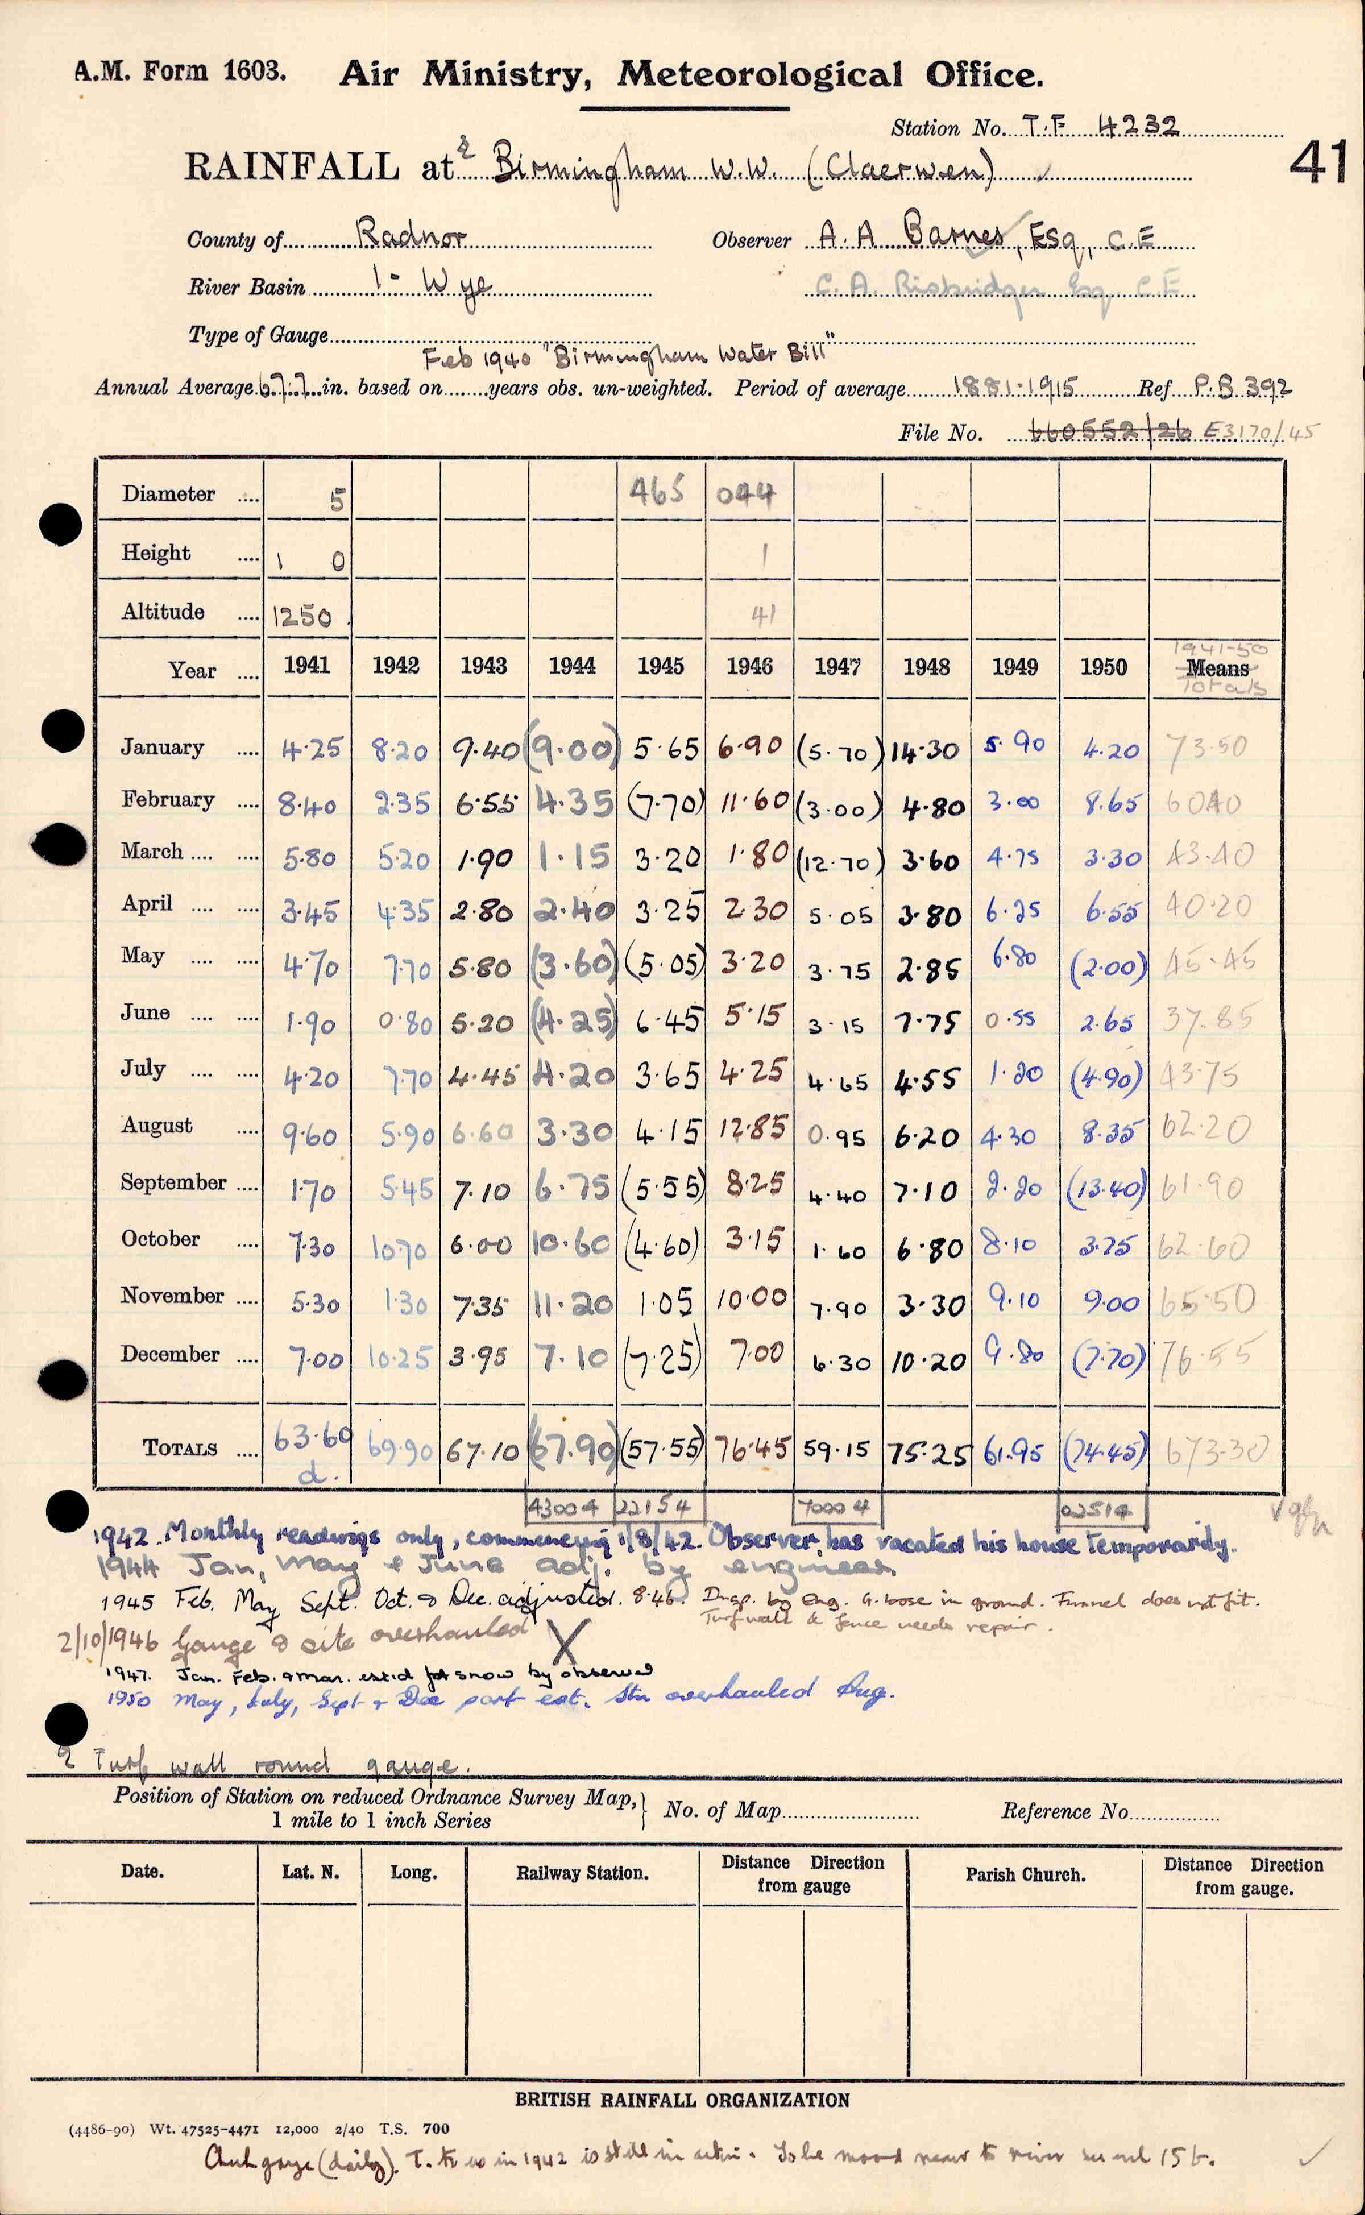 A.M. Form 1603. Air Ministry, Meteorological Office.
Station No. T.F 4232
41
RAINFALL at 2 Birmingham W.W. (Claerwen) ✓
County of Radnor Observer A. A Barnes, Esq, C.E
River Basin 1- Wye C. A. Risbridger Esq. C.E
Type of Gauge
Feb 1940 "Birmingham Water Bill"
Annual Average 67.7 in. based on years obs. un-weighted. Period of average 1881-1915 Ref P.B 392
File No. 660552/26 E3170/45
Diameter .... 5 465 044
Height .... 1 0 1
Altitude .... 1250 41
Year .... 1941 1942 1943 1944 1945 1946 1947 1948 1949 1950 1941-50 Means Totals
January .... 4.25 8.20 9.40 (9.00) 5.65 6.90 (5.70) 14.30 5.90 4.20 73.50
February .... 8.40 2.35 6.55 4.35 (7.70) 11.60 (3.00) 4.80 3.00 8.65 60.40
March .... .... 5.80 5.20 1.90 1.15 3.20 1.80 (12.70) 3.60 4.75 3.30 43.40
April .... .... 3.45 4.35 2.80 2.40 3.25 2.30 5.05 3.80 6.25 6.55 40.20
May .... .... 4.70 7.70 5.80 (3.60) (5.05) 3.20 3.75 2.85 6.80 (2.00) 45.45
June .... .... 1.90 0.80 5.20 (4.25) 6.45 5.15 3.15 7.75 0.55 2.65 37.85
July .... .... 4.20 7.70 4.45 4.20 3.65 4.25 4.65 4.55 1.20 (4.90) 43.75
August .... 9.60 5.90 6.60 3.30 4.15 12.85 0.95 6.20 4.30 8.35 62.20
September .... 1.70 5.45 7.10 6.75 (5.55) 8.25 4.40 7.10 2.20 (13.40) 61.90
October .... 7.30 10.70 6.00 10.60 (4.60) 3.15 1.60 6.80 8.10 3.75 62.60
November .... 5.30 1.30 7.35 11.20 1.05 10.00 7.90 3.30 9.10 9.00 65.50
December .... 7.00 10.25 3.95 7.10 (7.25) 7.00 6.30 10.20 9.80 (7.70) 76.55
TOTALS .... 63.60 69.90 67.10 (67.90) (57.55) 76.45 59.15 75.25 61.95 (74.45) 673.30
d.
43004 22154 70004 02514
1942. Monthly readings only, commencing 1/8/42. Observer has vacated his house temporarily.
1944 Jan, May & June adj. by engineer
1945 Feb. May Sept. Oct. & Dec. adjusted. 8.46. Insp. by Eng. G. loose in ground. Funnel does not fit.
Turf wall & fence needs repair.
2/10/1946 Gauge & site overhauled X
1947. Jan. Feb. & Mar. est'd for snow by observer
1950 May, July, Sept & Dec part est. Stn overhauled Aug.
2 Turf wall round gauge.
Position of Station on reduced Ordnance Survey Map, 1 mile to 1 inch Series } No. of Map Reference No.
Date. Lat. N. Long. Railway Station. Distance Direction from gauge Parish Church. Distance Direction from gauge.
BRITISH RAINFALL ORGANIZATION
(4486-90) Wt. 47525-4471 12,000 2/40 T.S. 700
gauge (daily). in 1942 is still in To be moved near to river ✓